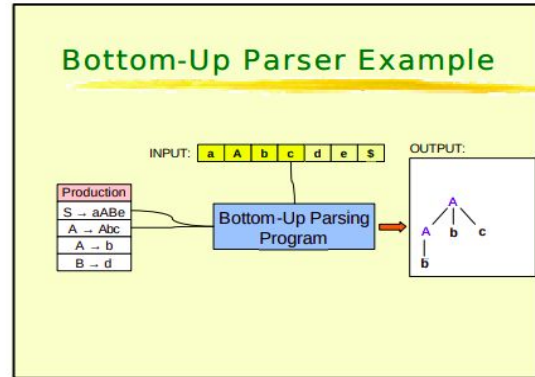 Bottom-Up Parser Example
INPUT: a A b c d e $
OUTPUT:
Production
S → aABe
A → Abc
A → b
B → d
Bottom-Up Parsing
Program
A
A b c
b